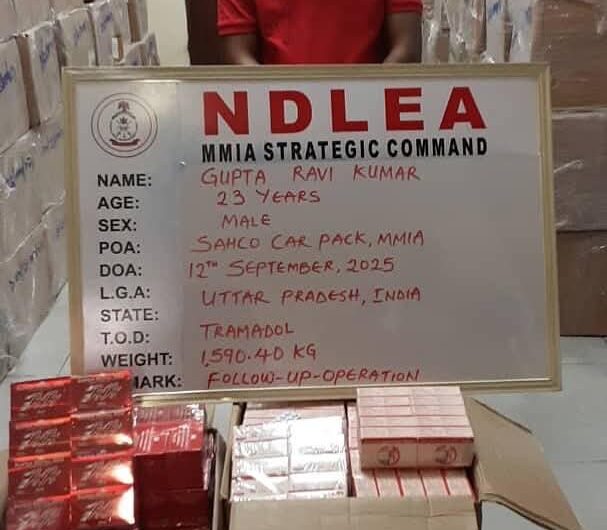 NDLEA
MMIA STRATEGIC COMMAND
NAME: GUPTA RAVI KUMAR
AGE: 23 YEARS
SEX: MALE
POA: SAHCO CAR PACK, MMIA
DOA: 12TH SEPTEMBER, 2025
L.G.A: UTTAR PRADESH, INDIA
STATE:
T.O.D: TRAMADOL
WEIGHT: 1,590.40 KG
MARK: FOLLOW-UP-OPERATION